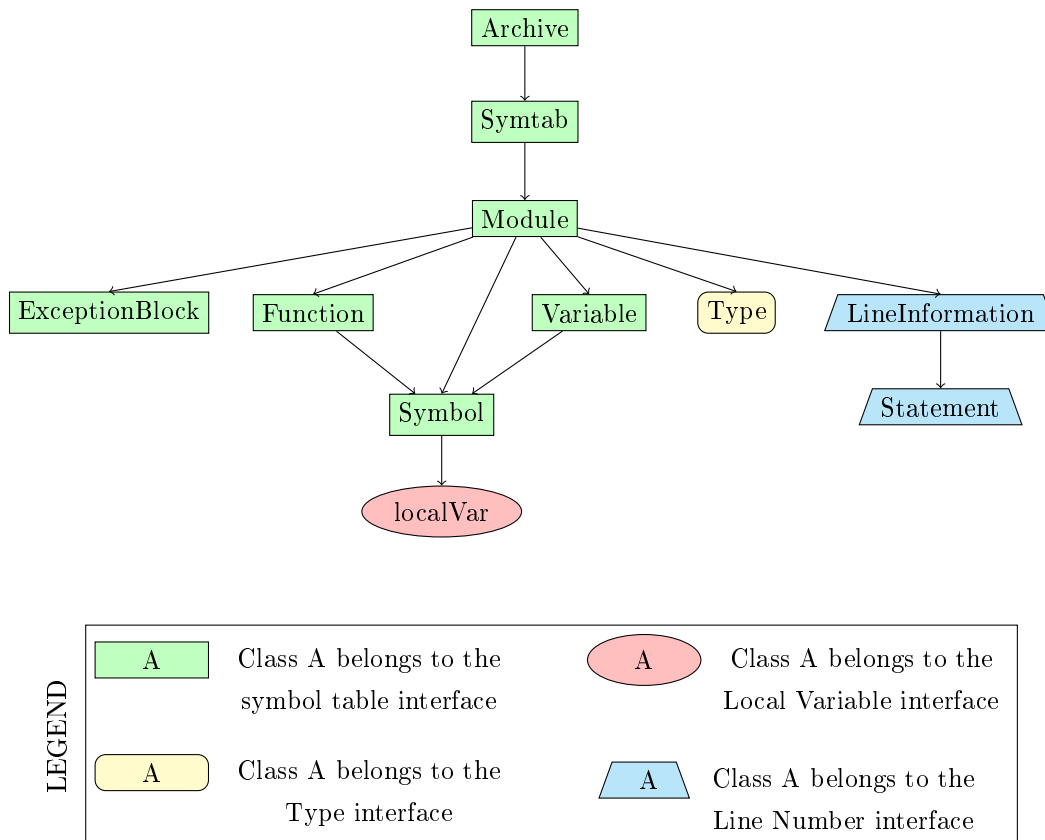 Archive
Symtab
Module
ExceptionBlock
Function
Variable
Type
LineInformation
Symbol
Statement
localVar
LEGEND
A
Class A belongs to the
symbol table interface
A
Class A belongs to the
Local Variable interface
A
Class A belongs to the
Type interface
A
Class A belongs to the
Line Number interface